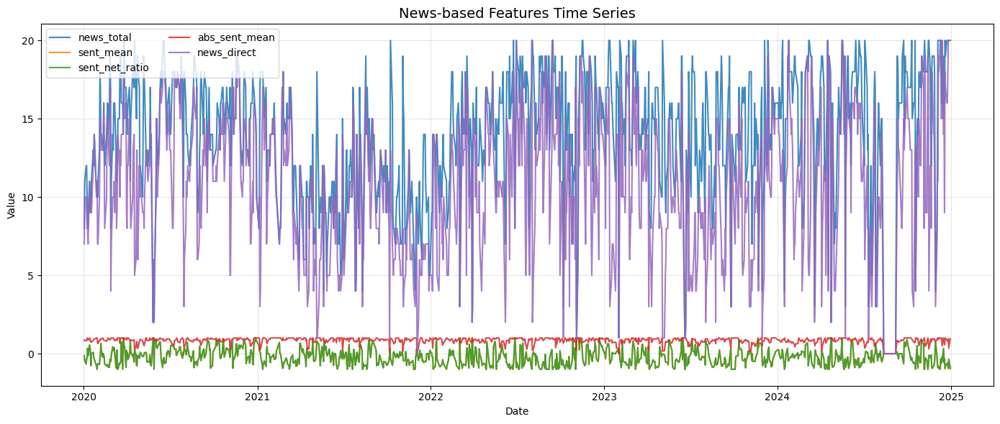 News-based Features Time Series
news_total
sent_mean
sent_net_ratio
abs_sent_mean
news_direct
Value
20
15
10
5
0
2020 2021 2022 2023 2024 2025
Date